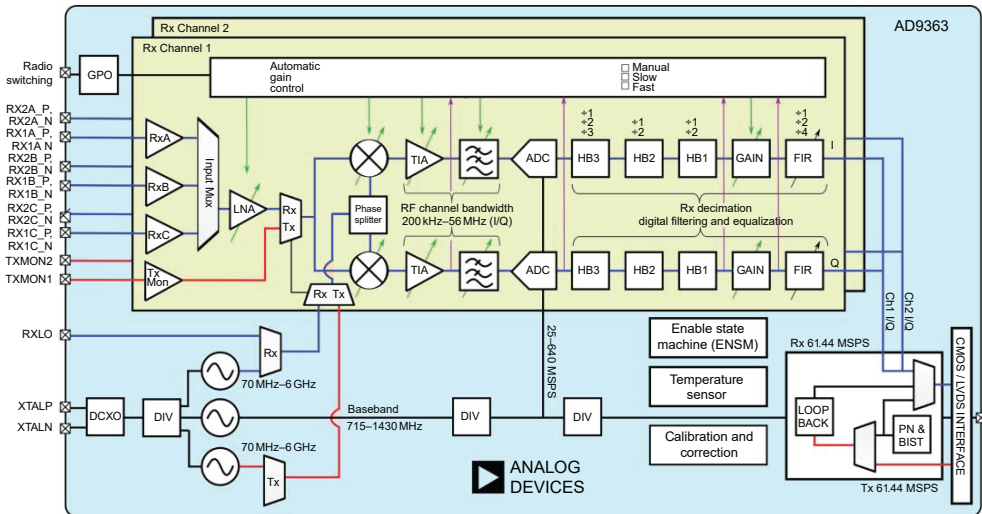 AD9363
Rx Channel 2
Rx Channel 1
Radio
switching
GPO
Automatic
gain
control
Manual
Slow
Fast
RX2A_P,
RX2A_N
RX1A_P,
RX1A N
RX2B_P,
RX2B_N
RX1B_P,
RX1B_N
RX2C_P,
RX2C_N
RX1C_P,
RX1C_N
TXMON2
TXMON1
RxA
RxB
RxC
Tx
Mon
Input Mux
LNA
Rx
Tx
Phase
splitter
TIA
ADC
÷1
÷2
÷3
HB3
÷1
÷2
HB2
÷1
÷2
HB1
GAIN
÷1
÷2
÷4
FIR
I
RF channel bandwidth
200 kHz–56 MHz (I/Q)
Rx decimation
digital filtering and equalization
TIA
ADC
HB3
HB2
HB1
GAIN
FIR
Q
Rx Tx
Ch1 I/Q
Ch2 I/Q
RXLO
Rx
70 MHz–6 GHz
25–640 MSPS
Enable state
machine (ENSM)
Temperature
sensor
Calibration and
correction
XTALP
XTALN
DCXO
DIV
Baseband
715–1430 MHz
DIV
DIV
70 MHz–6 GHz
Tx
Rx 61.44 MSPS
LOOP
BACK
PN &
BIST
Tx 61.44 MSPS
CMOS / LVDS INTERFACE
ANALOG
DEVICES